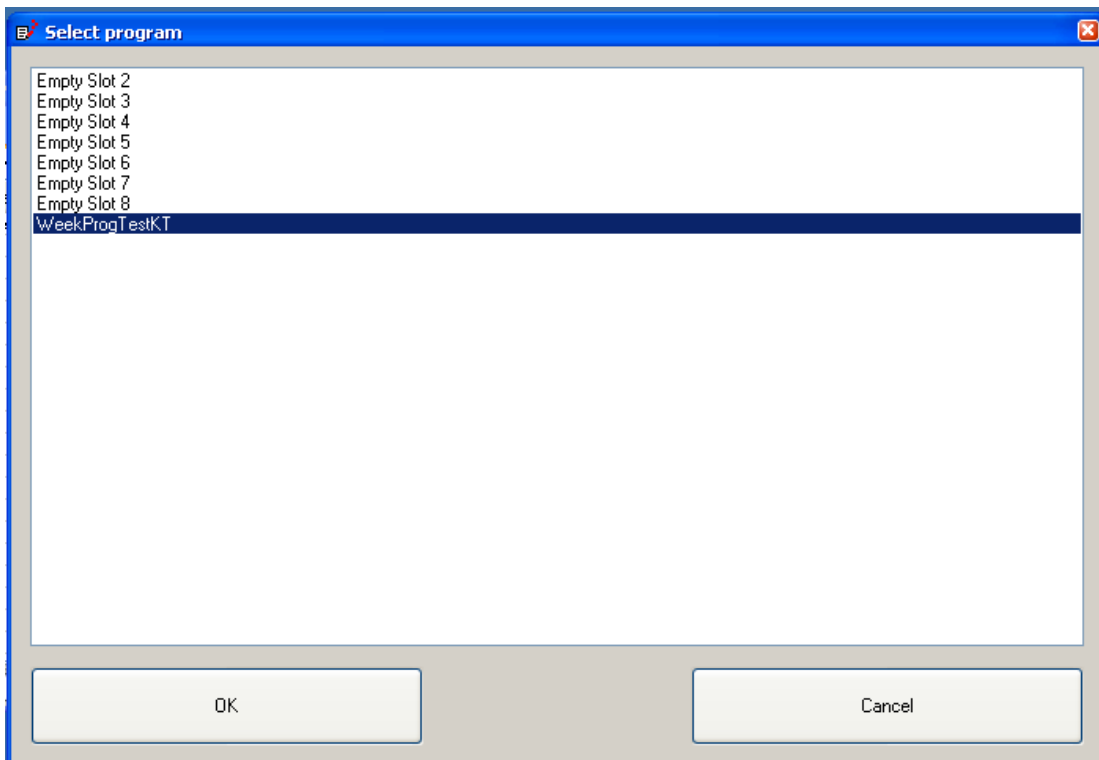 Select program
Empty Slot 2
Empty Slot 3
Empty Slot 4
Empty Slot 5
Empty Slot 6
Empty Slot 7
Empty Slot 8
WeekProgTestKT
OK
Cancel